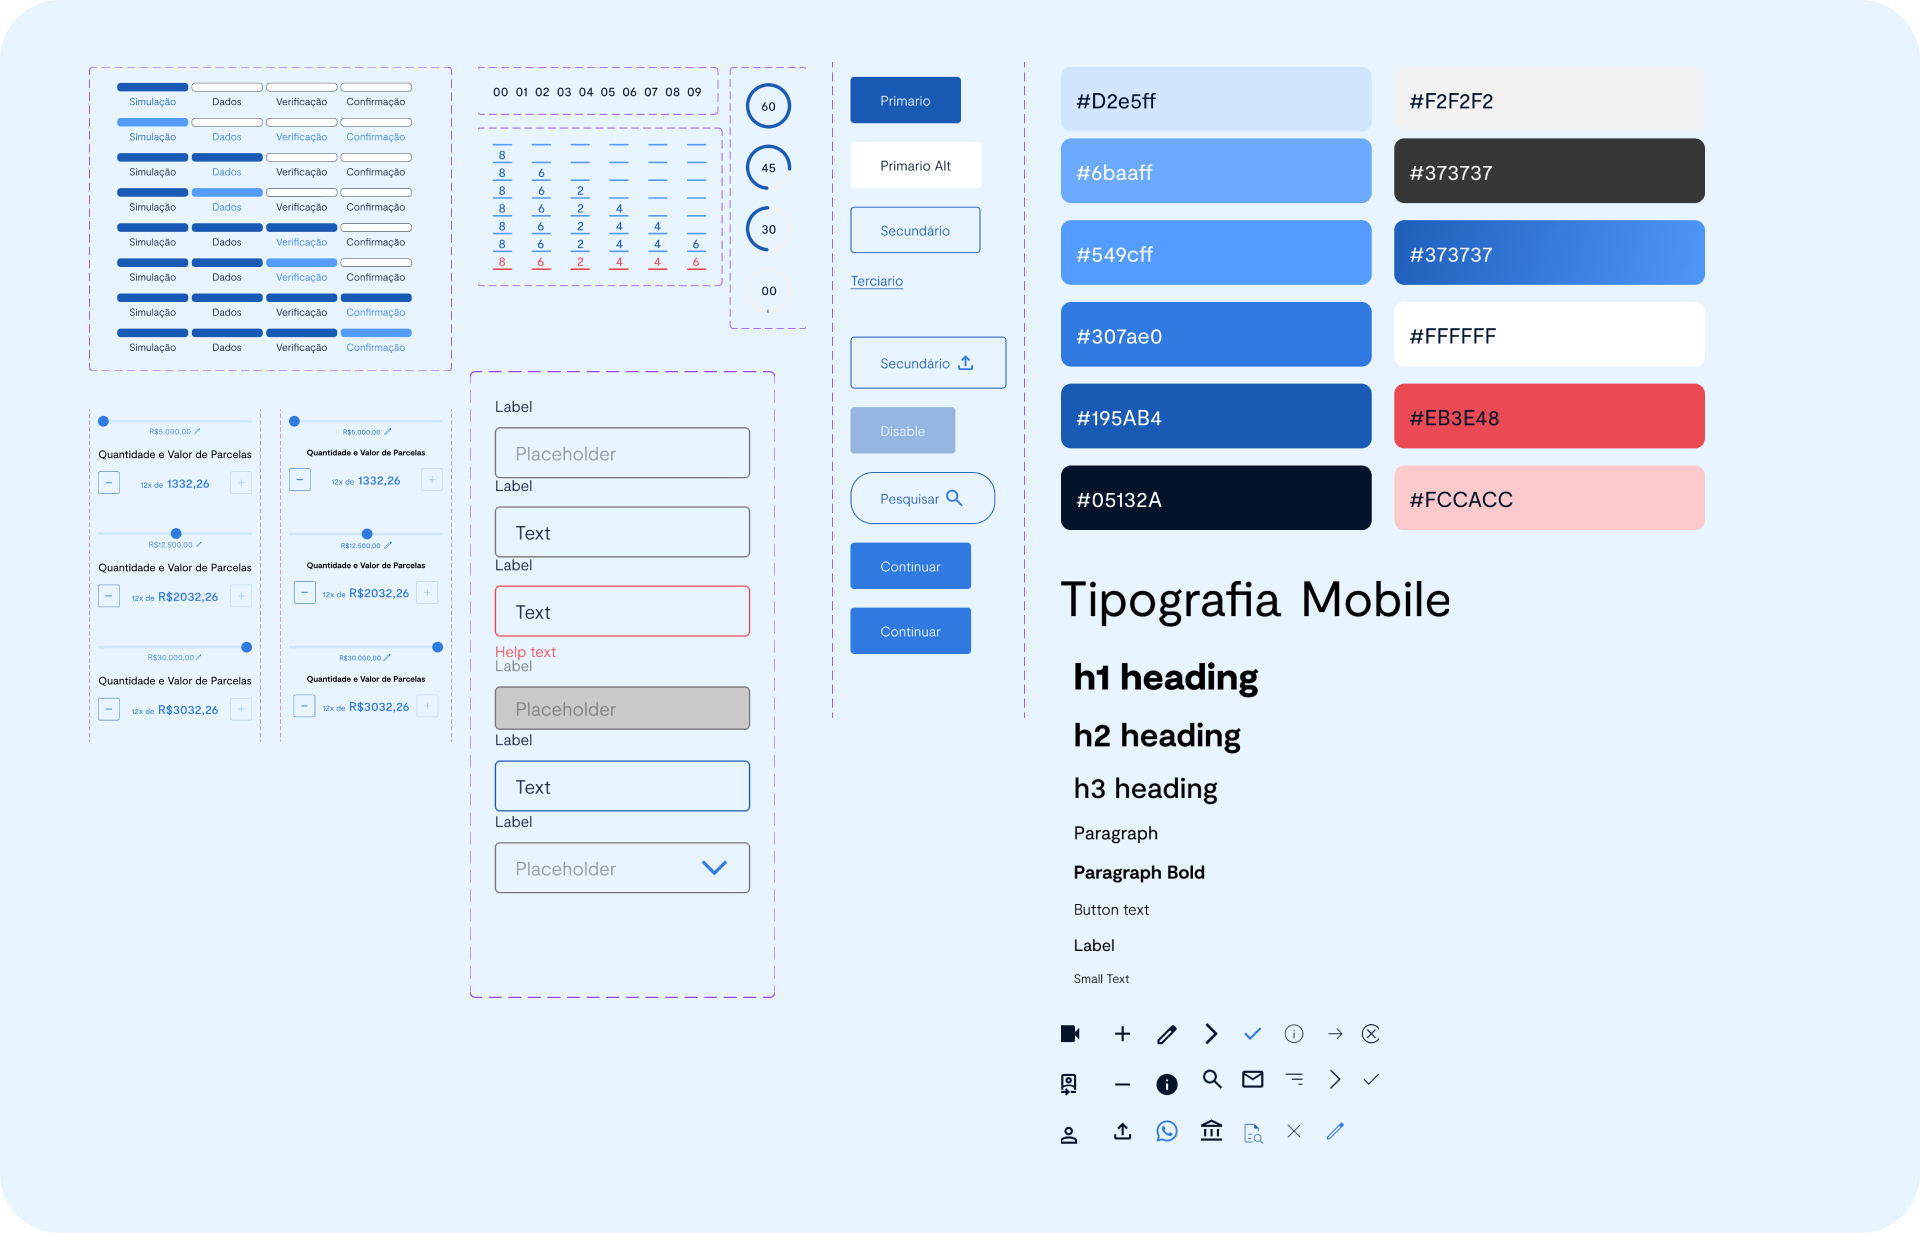 Simulação Dados Verificação Confirmação
Simulação Dados Verificação Confirmação
Simulação Dados Verificação Confirmação
Simulação Dados Verificação Confirmação
Simulação Dados Verificação Confirmação
Simulação Dados Verificação Confirmação
Simulação Dados Verificação Confirmação
Simulação Dados Verificação Confirmação
R$5.000,00
Quantidade e Valor de Parcelas
− 12x de 1332,26 +
R$12.500,00
Quantidade e Valor de Parcelas
− 12x de R$2032,26 +
R$30.000,00
Quantidade e Valor de Parcelas
− 12x de R$3032,26 +
R$5.000,00
Quantidade e Valor de Parcelas
− 12x de 1332,26 +
R$12.500,00
Quantidade e Valor de Parcelas
− 12x de R$2032,26 +
R$30.000,00
Quantidade e Valor de Parcelas
− 12x de R$3032,26 +
00 01 02 03 04 05 06 07 08 09
8
8 6
8 6 2
8 6 2 4
8 6 2 4 4
8 6 2 4 4 6
8 6 2 4 4 6
60
45
30
00
Label
Placeholder
Label
Text
Label
Text
Help text
Label
Placeholder
Label
Text
Label
Placeholder
Primario
Primario Alt
Secundário
Terciario
Secundário
Disable
Pesquisar
Continuar
Continuar
#D2e5ff
#6baaff
#549cff
#307ae0
#195AB4
#05132A
#F2F2F2
#373737
#373737
#FFFFFF
#EB3E48
#FCCACC
Tipografia Mobile
h1 heading
h2 heading
h3 heading
Paragraph
Paragraph Bold
Button text
Label
Small Text